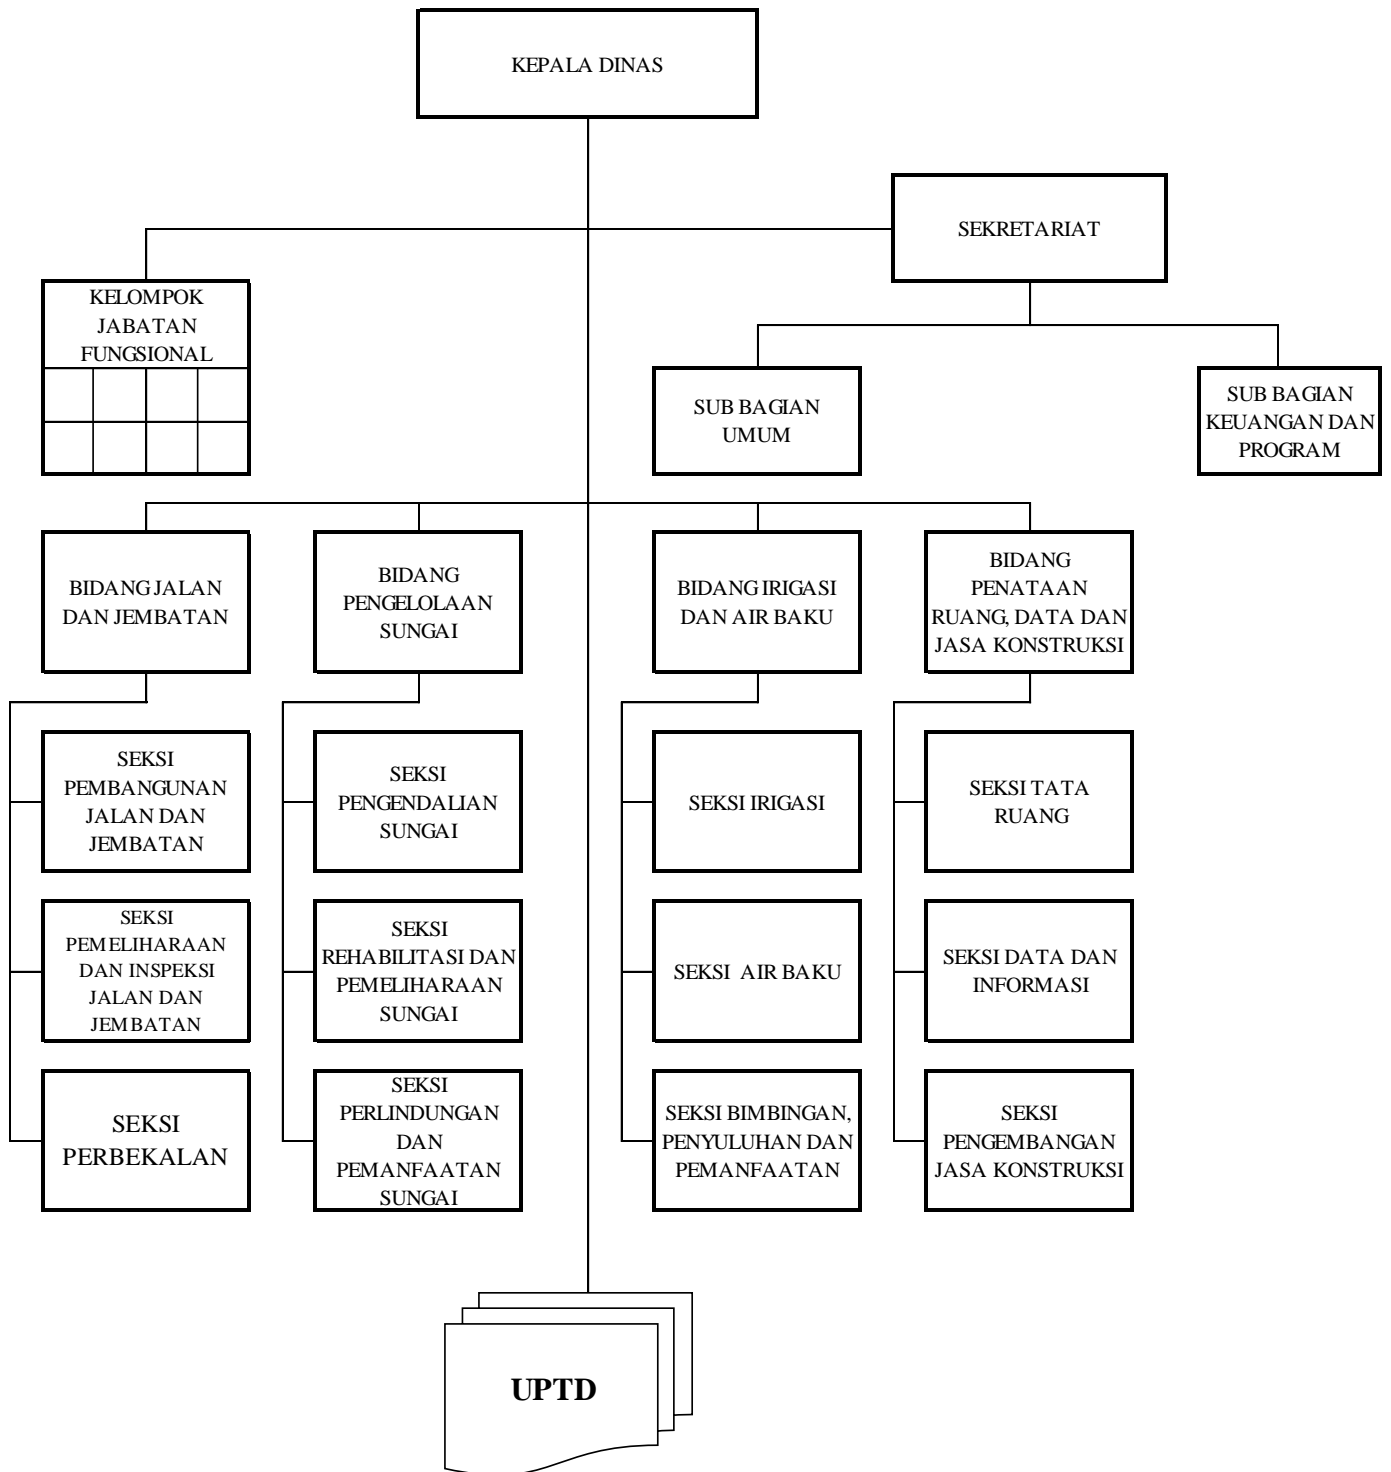 KEPALA DINAS
SEKRETARIAT
KELOMPOK
JABATAN
FUNGSIONAL
SUB BAGIAN
UMUM
SUB BAGIAN
KEUANGAN DAN
PROGRAM
BIDANG JALAN
DAN JEMBATAN
BIDANG
PENGELOLAAN
SUNGAI
BIDANG IRIGASI
DAN AIR BAKU
BIDANG
PENATAAN
RUANG, DATA DAN
JASA KONSTRUKSI
SEKSI
PEMBANGUNAN
JALAN DAN
JEMBATAN
SEKSI
PENGENDALIAN
SUNGAI
SEKSI IRIGASI
SEKSI TATA
RUANG
SEKSI
PEMELIHARAAN
DAN INSPEKSI
JALAN DAN
JEMBATAN
SEKSI
REHABILITASI DAN
PEMELIHARAAN
SUNGAI
SEKSI AIR BAKU
SEKSI DATA DAN
INFORMASI
SEKSI
PERBEKALAN
SEKSI
PERLINDUNGAN
DAN
PEMANFAATAN
SUNGAI
SEKSI BIMBINGAN,
PENYULUHAN DAN
PEMANFAATAN
SEKSI
PENGEMBANGAN
JASA KONSTRUKSI
UPTD